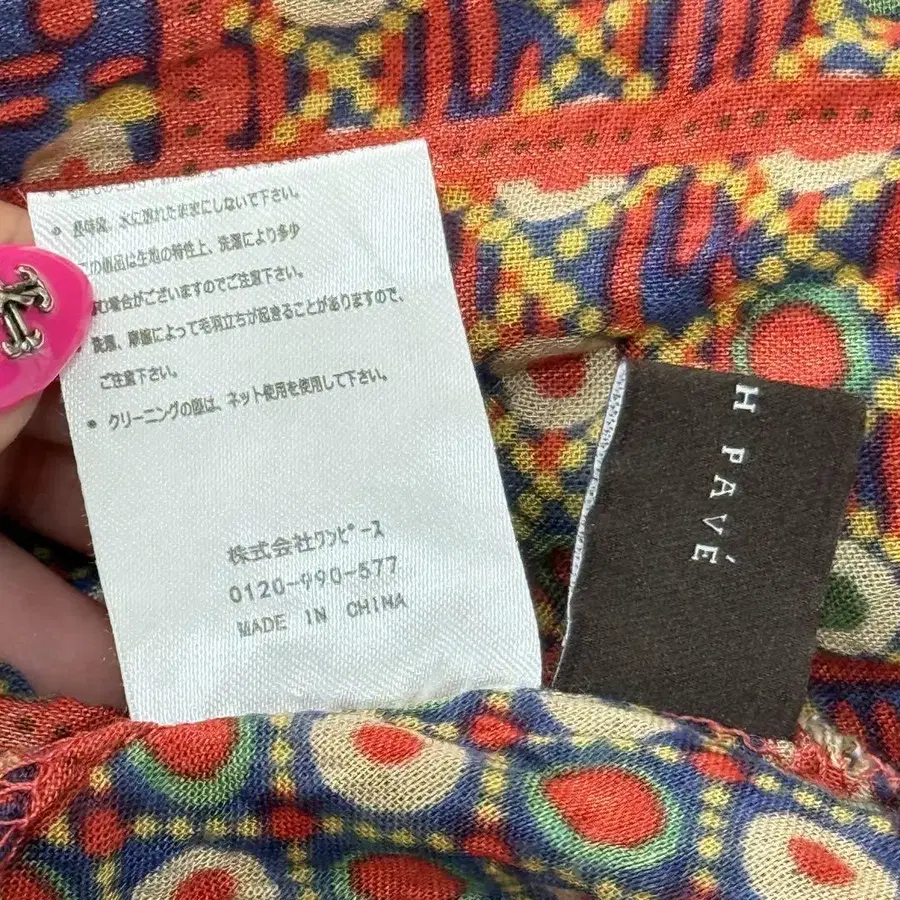 長時間、水に濡れたままにしないで下さい。
の製品は生地の特性上、洗濯により多少
む場合がございますのでご注意下さい。
洗濯、摩擦によって毛羽立ちが起きることがありますので、
ご注意下さい。
クリーニングの際は、ネット使用を使用して下さい。
株式会社ワンピース
0120-990-577
MADE IN CHINA
H PAVÉ